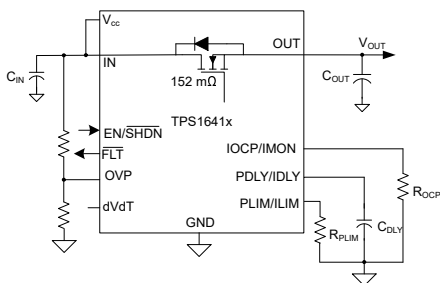 Vcc
IN
OUT
VOUT
CIN
COUT
152 mΩ
TPS1641x
EN/SHDN
FLT
OVP
dVdT
GND
IOCP/IMON
PDLY/IDLY
PLIM/ILIM
ROCP
RPLIM
CDLY